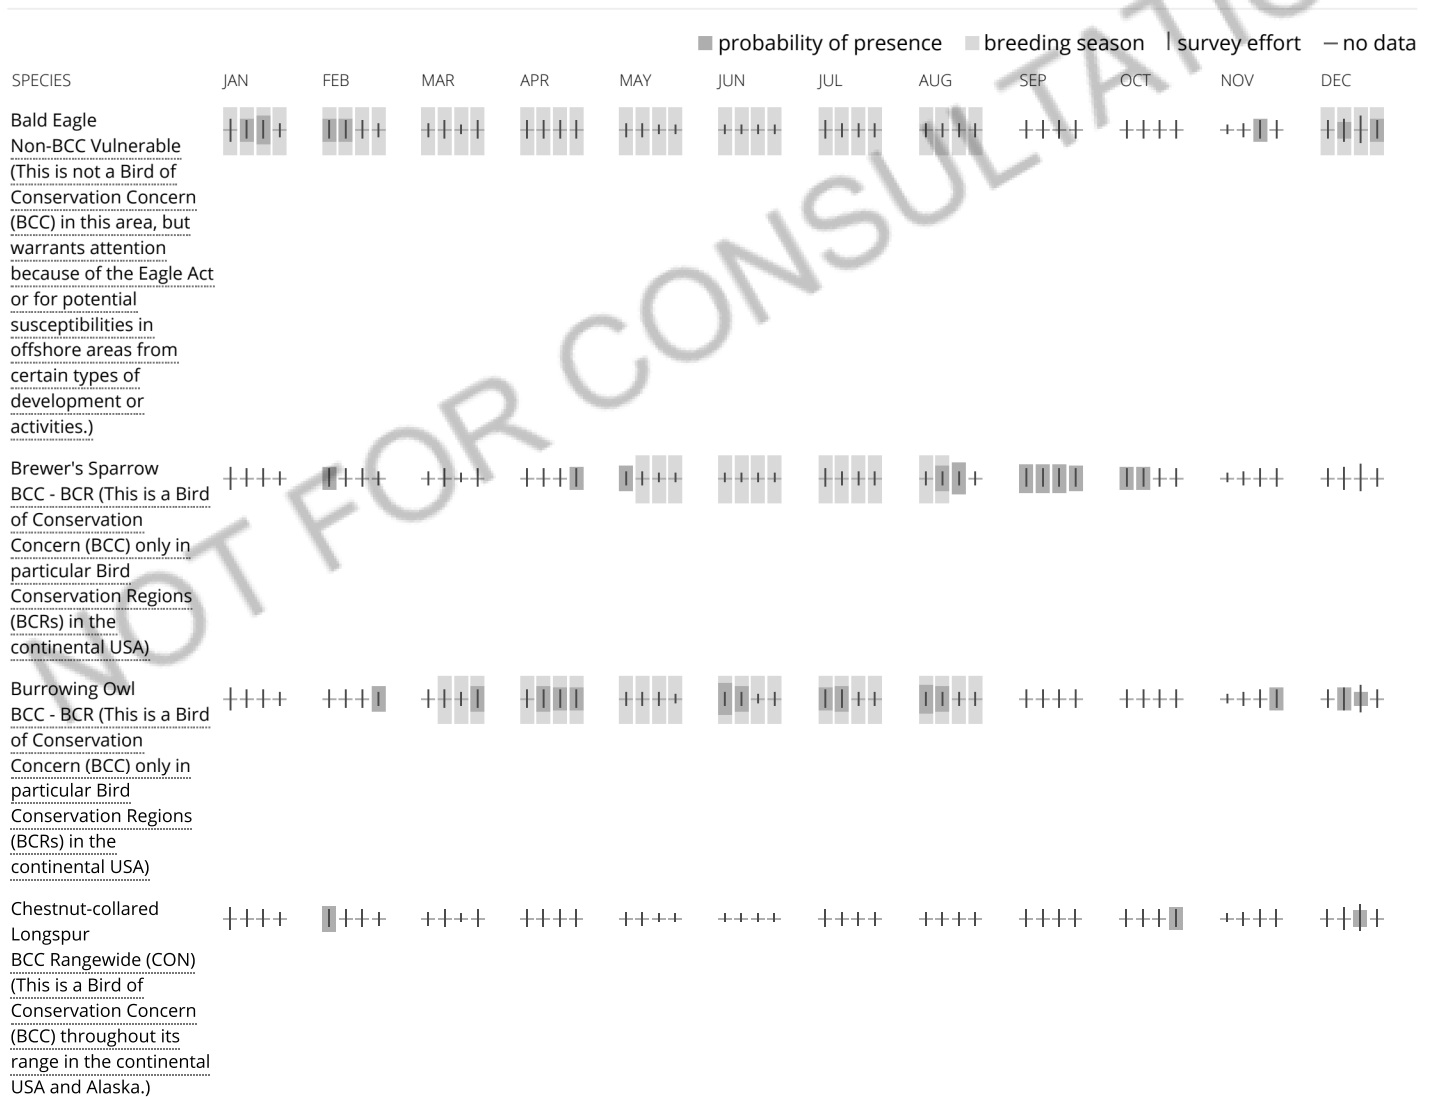 probability of presence breeding season survey effort no data
SPECIES JAN FEB MAR APR MAY JUN JUL AUG SEP OCT NOV DEC
Bald Eagle
Non-BCC Vulnerable
(This is not a Bird of
Conservation Concern
(BCC) in this area, but
warrants attention
because of the Eagle Act
or for potential
susceptibilities in
offshore areas from
certain types of
development or
activities.)
Brewer's Sparrow
BCC - BCR (This is a Bird
of Conservation
Concern (BCC) only in
particular Bird
Conservation Regions
(BCRs) in the
continental USA)
Burrowing Owl
BCC - BCR (This is a Bird
of Conservation
Concern (BCC) only in
particular Bird
Conservation Regions
(BCRs) in the
continental USA)
Chestnut-collared
Longspur
BCC Rangewide (CON)
(This is a Bird of
Conservation Concern
(BCC) throughout its
range in the continental
USA and Alaska.)
NOT FOR CONSULTATIO